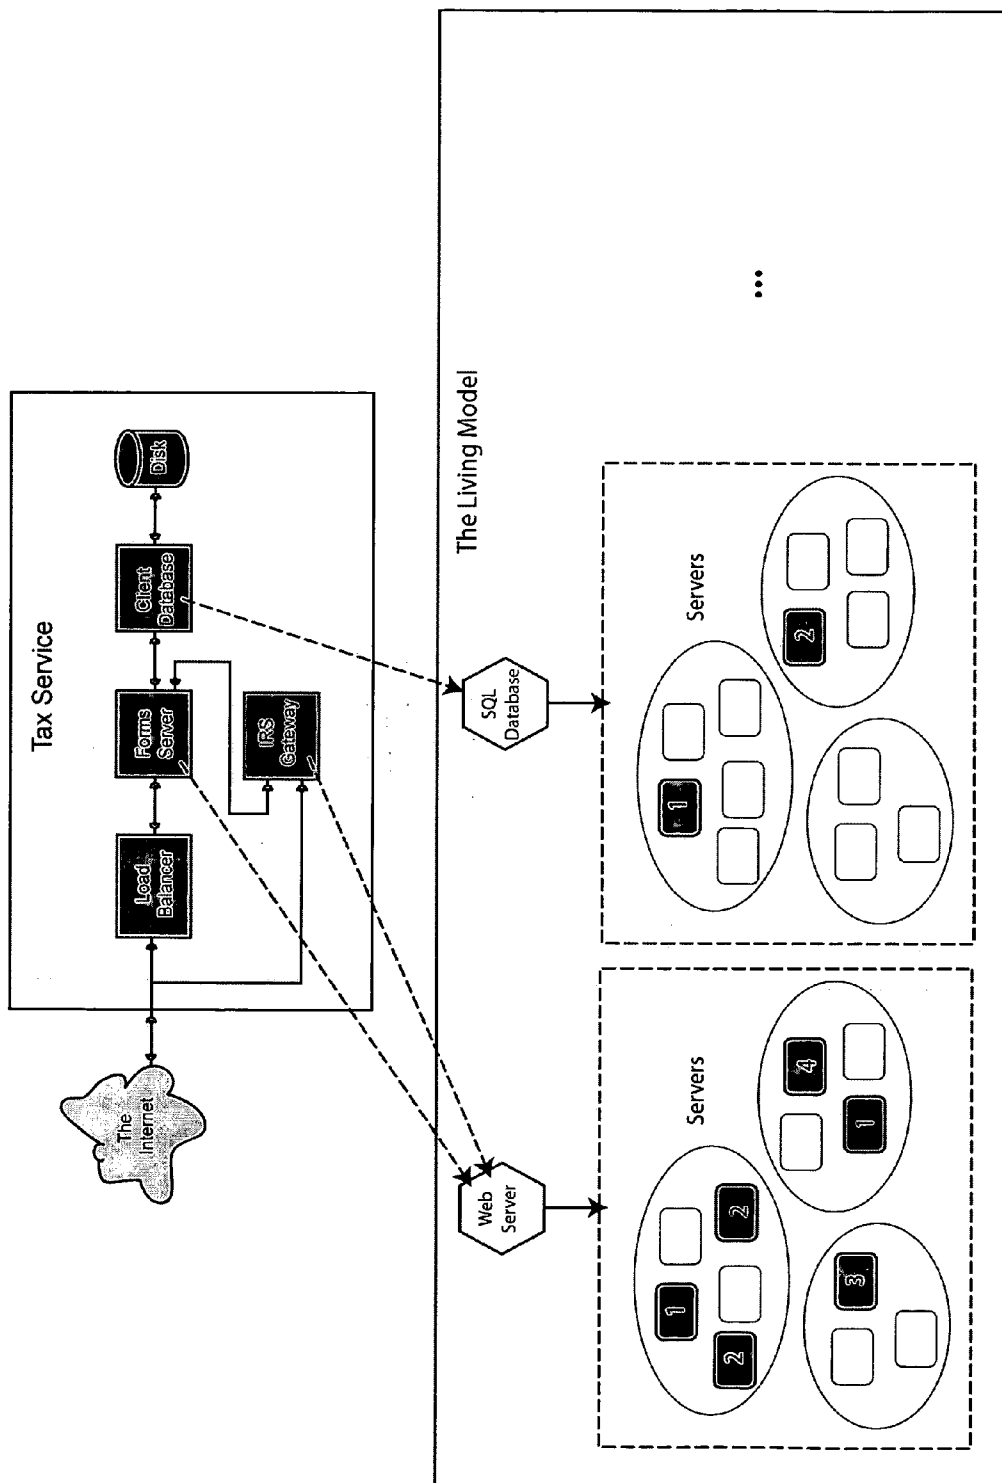 Tax Service
The
Internet
Load
Balancer
Forms
Server
Client
Database
Disk
IRS
Gateway
The Living Model
Web
Server
SQL
Database
Servers
1
2
2
3
4
1
Servers
1
2
...